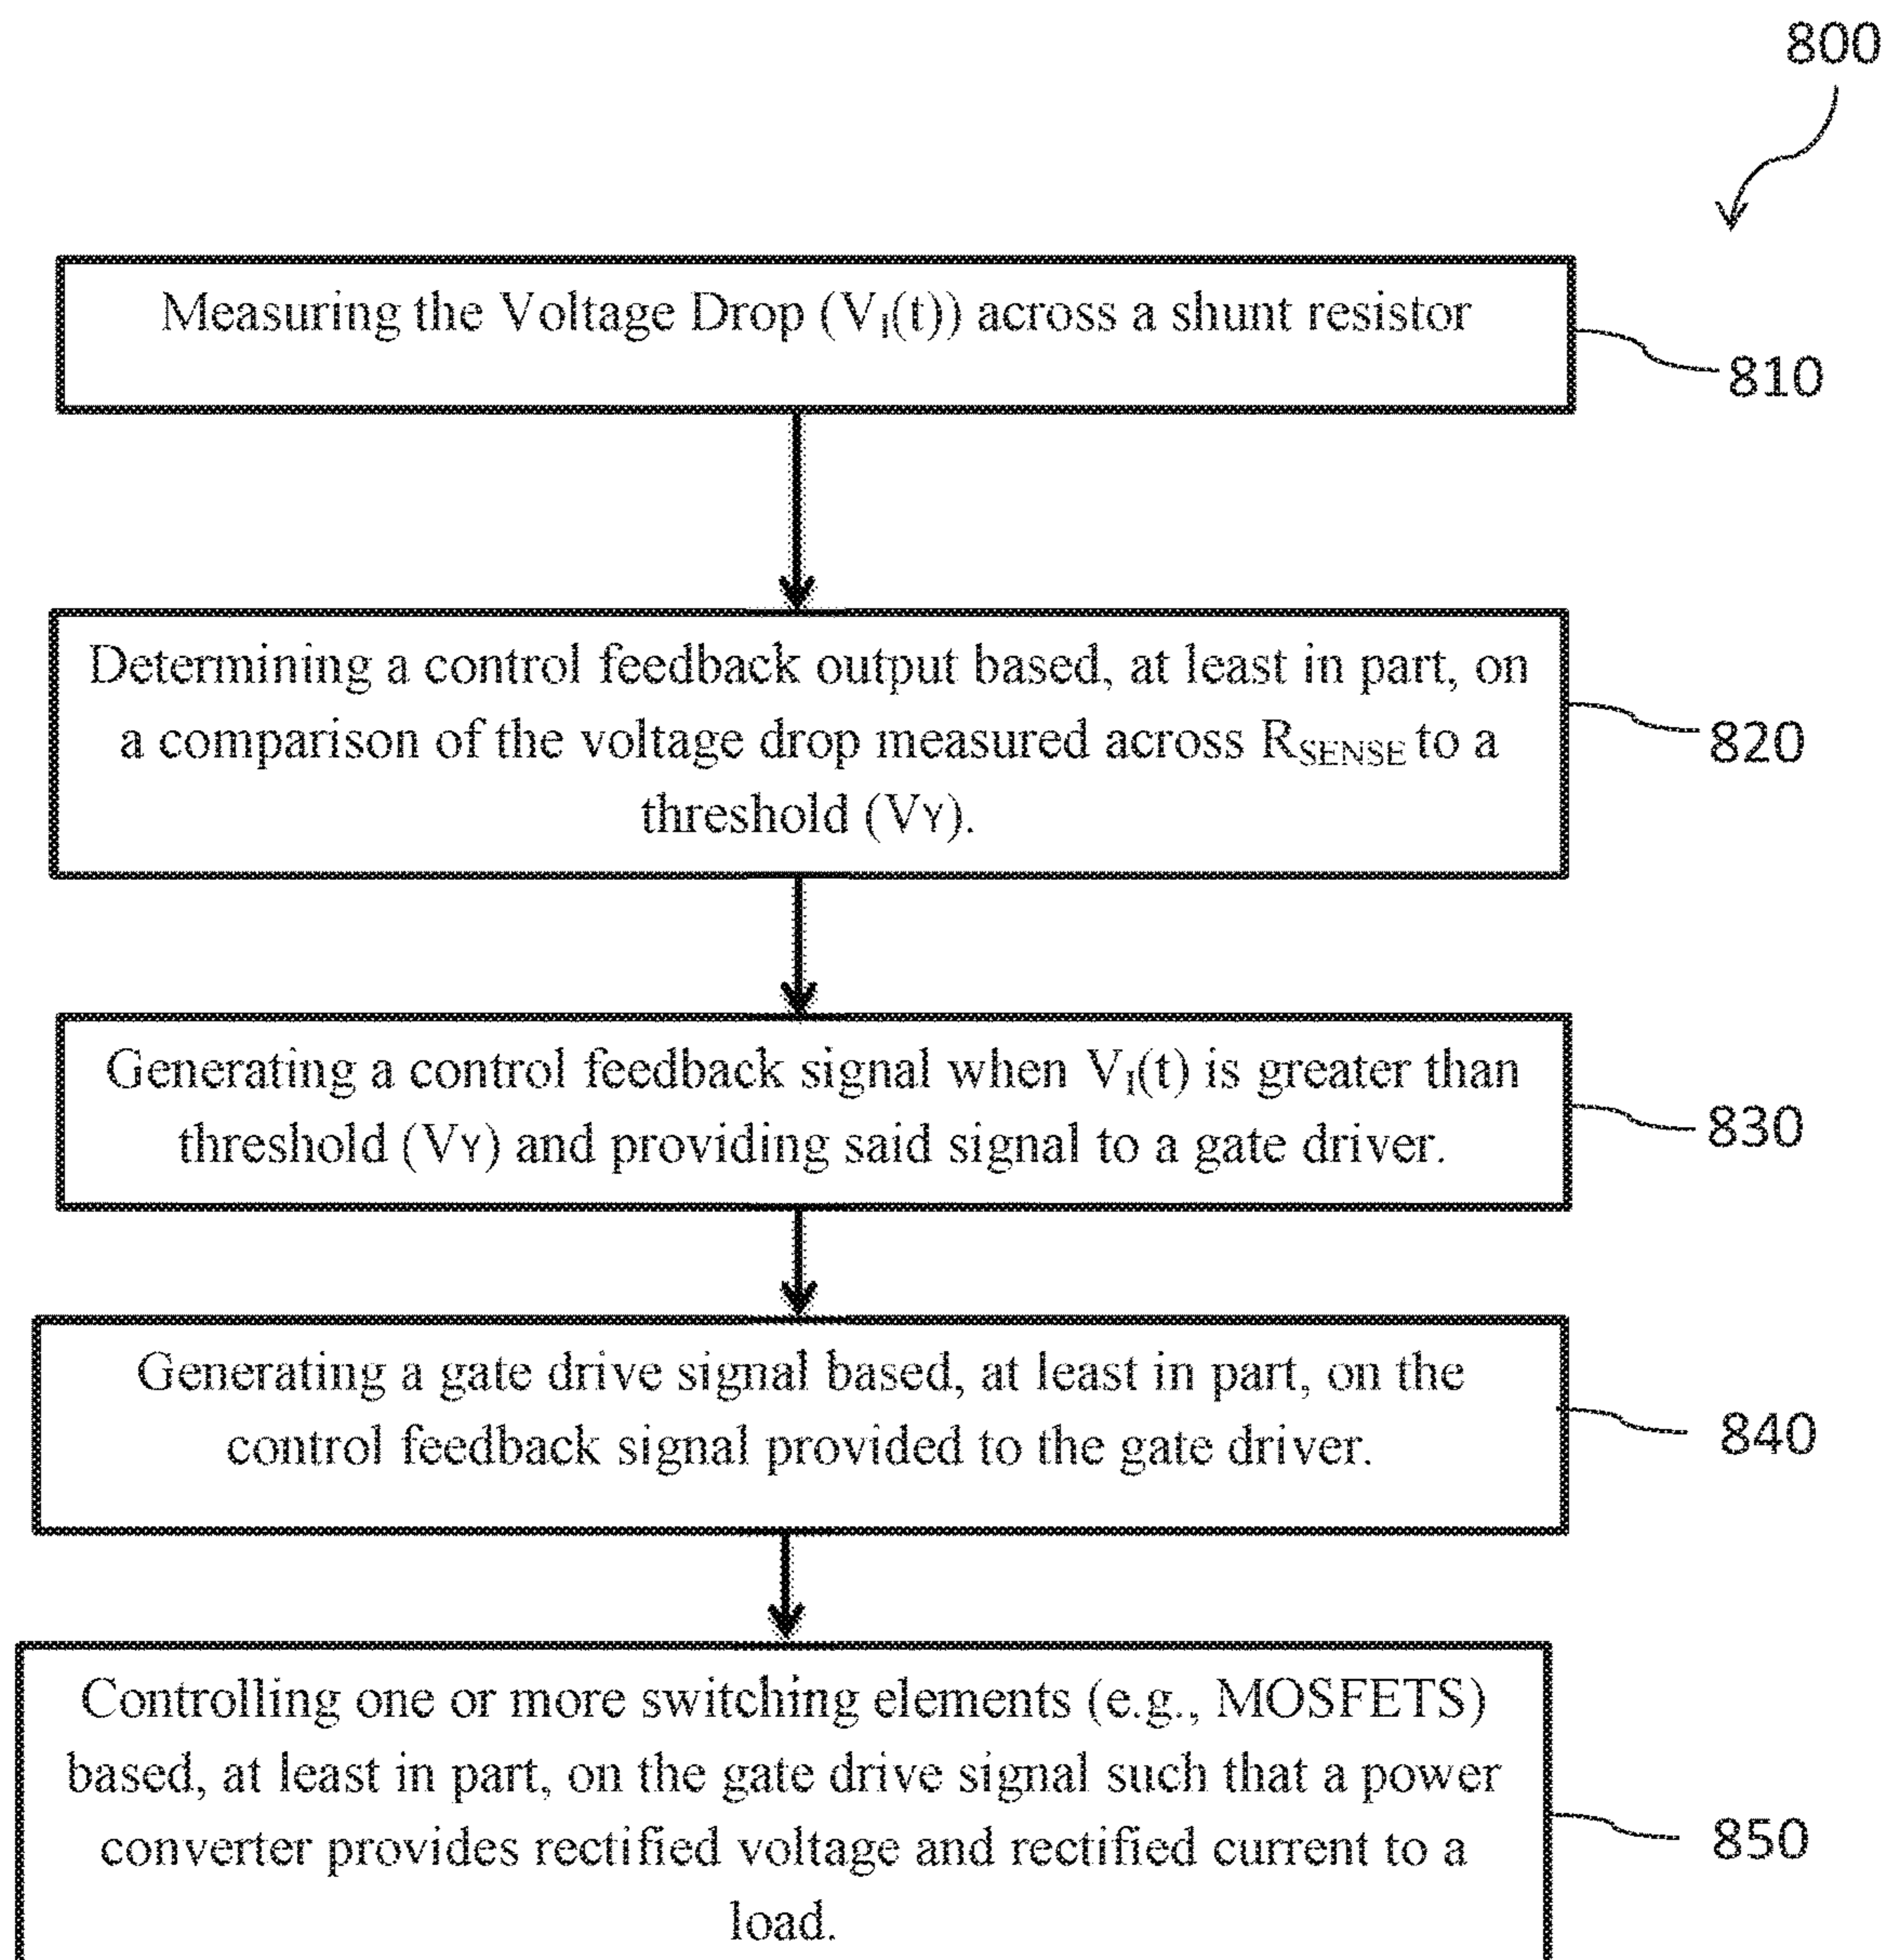 800
Measuring the Voltage Drop (V_I(t)) across a shunt resistor
810
Determining a control feedback output based, at least in part, on
a comparison of the voltage drop measured across R_SENSE to a
threshold (Vγ).
820
Generating a control feedback signal when V_I(t) is greater than
threshold (Vγ) and providing said signal to a gate driver.
830
Generating a gate drive signal based, at least in part, on the
control feedback signal provided to the gate driver.
840
Controlling one or more switching elements (e.g., MOSFETS)
based, at least in part, on the gate drive signal such that a power
converter provides rectified voltage and rectified current to a
load.
850